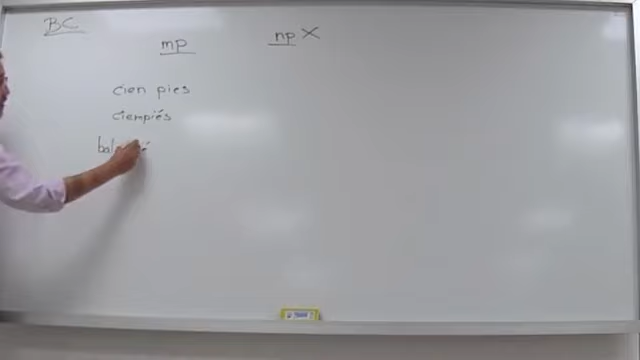 BC
mp
np X
cien pies
ciempiés